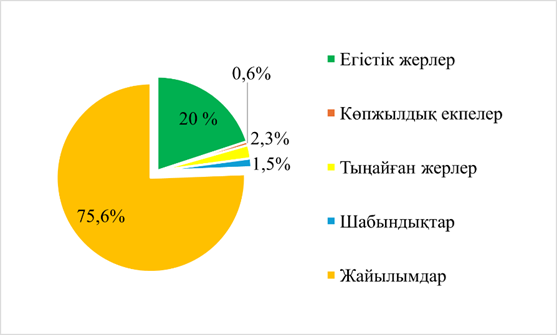 0,6%
20 %
2,3%
1,5%
75,6%
Егістік жерлер
Көпжылдық екпелер
Тыңайған жерлер
Шабындықтар
Жайылымдар